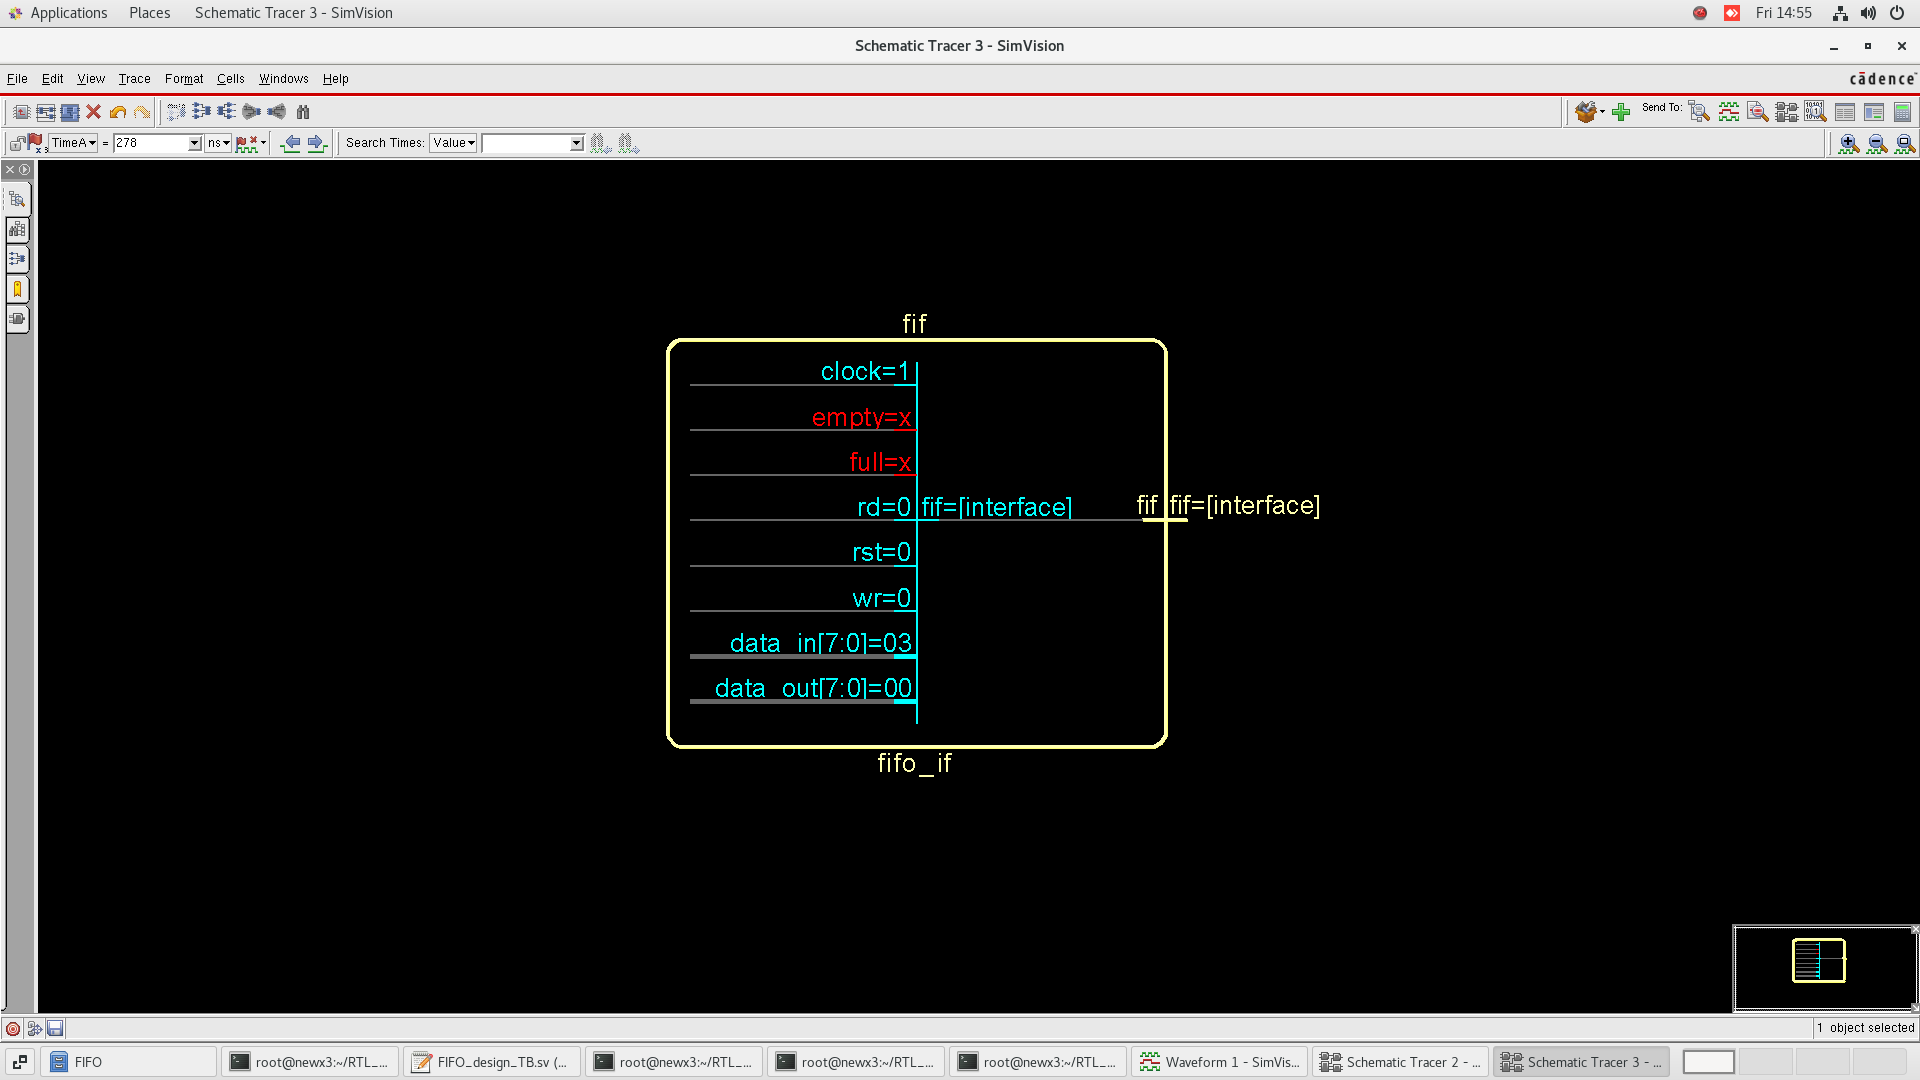 Applications Places Schematic Tracer 3 - SimVision Fri 14:55
Schematic Tracer 3 - SimVision
File Edit View Trace Format Cells Windows Help cādence
Send To:
TimeA = 278 ns Search Times: Value
fif
clock=1
empty=x
full=x
rd=0 fif=[interface] fif fif=[interface]
rst=0
wr=0
data_in[7:0]=03
data_out[7:0]=00
fifo_if
1 object selected
FIFO root@newx3:~/RTL_... FIFO_design_TB.sv (... root@newx3:~/RTL_... root@newx3:~/RTL_... root@newx3:~/RTL_... Waveform 1 - SimVis... Schematic Tracer 2 - ... Schematic Tracer 3 - ...